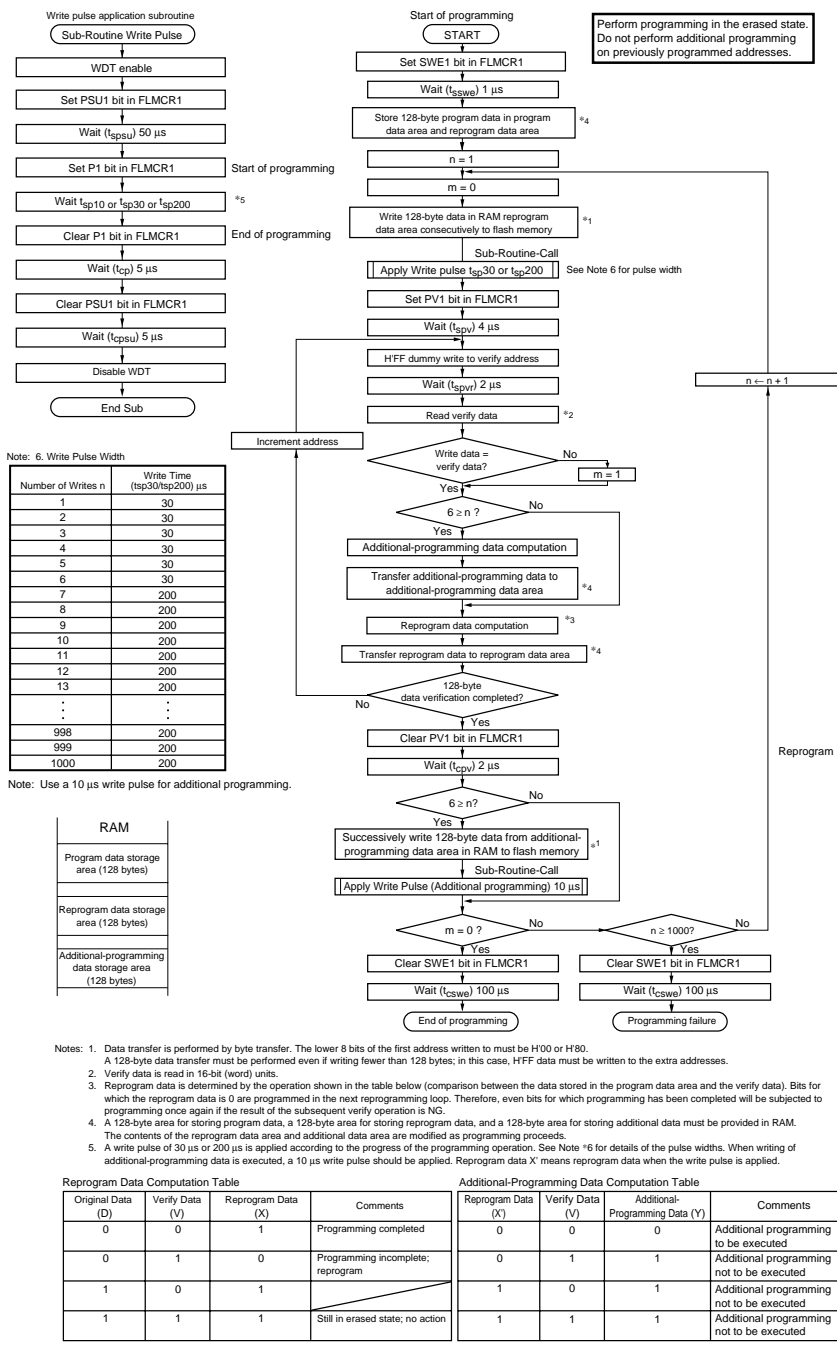 Write pulse application subroutine
Sub-Routine Write Pulse
WDT enable
Set PSU1 bit in FLMCR1
Wait (tspsu) 50 µs
Set P1 bit in FLMCR1
Start of programming
Wait tsp10 or tsp30 or tsp200
*5
Clear P1 bit in FLMCR1
End of programming
Wait (tcp) 5 µs
Clear PSU1 bit in FLMCR1
Wait (tcpsu) 5 µs
Disable WDT
End Sub
Start of programming
START
Set SWE1 bit in FLMCR1
Wait (tsswe) 1 µs
Store 128-byte program data in program
data area and reprogram data area
*4
n = 1
m = 0
Write 128-byte data in RAM reprogram
data area consecutively to flash memory
*1
Sub-Routine-Call
Apply Write pulse tsp30 or tsp200
See Note 6 for pulse width
Set PV1 bit in FLMCR1
Wait (tspv) 4 µs
H'FF dummy write to verify address
Wait (tspvr) 2 µs
Read verify data
*2
Increment address
Write data =
verify data?
No
m = 1
Yes
6 ≥ n ?
No
Yes
Additional-programming data computation
Transfer additional-programming data to
additional-programming data area
*4
Reprogram data computation
*3
Transfer reprogram data to reprogram data area
*4
128-byte
data verification completed?
No
Yes
Clear PV1 bit in FLMCR1
Wait (tcpv) 2 µs
6 ≥ n?
No
Yes
Successively write 128-byte data from additional-
programming data area in RAM to flash memory
*1
Sub-Routine-Call
Apply Write Pulse (Additional programming) 10 µs
m = 0 ?
No
Yes
Clear SWE1 bit in FLMCR1
Wait (tcswe) 100 µs
End of programming
n ≥ 1000?
No
Yes
Clear SWE1 bit in FLMCR1
Wait (tcswe) 100 µs
Programming failure
n ← n + 1
Reprogram
Perform programming in the erased state.
Do not perform additional programming
on previously programmed addresses.
Note: 6. Write Pulse Width
Number of Writes n
Write Time
(tsp30/tsp200) µs
1 30
2 30
3 30
4 30
5 30
6 30
7 200
8 200
9 200
10 200
11 200
12 200
13 200
998 200
999 200
1000 200
Note: Use a 10 µs write pulse for additional programming.
RAM
Program data storage
area (128 bytes)
Reprogram data storage
area (128 bytes)
Additional-programming
data storage area
(128 bytes)
Notes: 1. Data transfer is performed by byte transfer. The lower 8 bits of the first address written to must be H'00 or H'80.
A 128-byte data transfer must be performed even if writing fewer than 128 bytes; in this case, H'FF data must be written to the extra addresses.
2. Verify data is read in 16-bit (word) units.
3. Reprogram data is determined by the operation shown in the table below (comparison between the data stored in the program data area and the verify data). Bits for
which the reprogram data is 0 are programmed in the next reprogramming loop. Therefore, even bits for which programming has been completed will be subjected to
programming once again if the result of the subsequent verify operation is NG.
4. A 128-byte area for storing program data, a 128-byte area for storing reprogram data, and a 128-byte area for storing additional data must be provided in RAM.
The contents of the reprogram data area and additional data area are modified as programming proceeds.
5. A write pulse of 30 µs or 200 µs is applied according to the progress of the programming operation. See Note *6 for details of the pulse widths. When writing of
additional-programming data is executed, a 10 µs write pulse should be applied. Reprogram data X' means reprogram data when the write pulse is applied.
Reprogram Data Computation Table
Original Data
(D)
Verify Data
(V)
Reprogram Data
(X)
Comments
0 0 1 Programming completed
0 1 0 Programming incomplete;
reprogram
1 0 1
1 1 1 Still in erased state; no action
Additional-Programming Data Computation Table
Reprogram Data
(X')
Verify Data
(V)
Additional-
Programming Data (Y)
Comments
0 0 0 Additional programming
to be executed
0 1 1 Additional programming
not to be executed
1 0 1 Additional programming
not to be executed
1 1 1 Additional programming
not to be executed